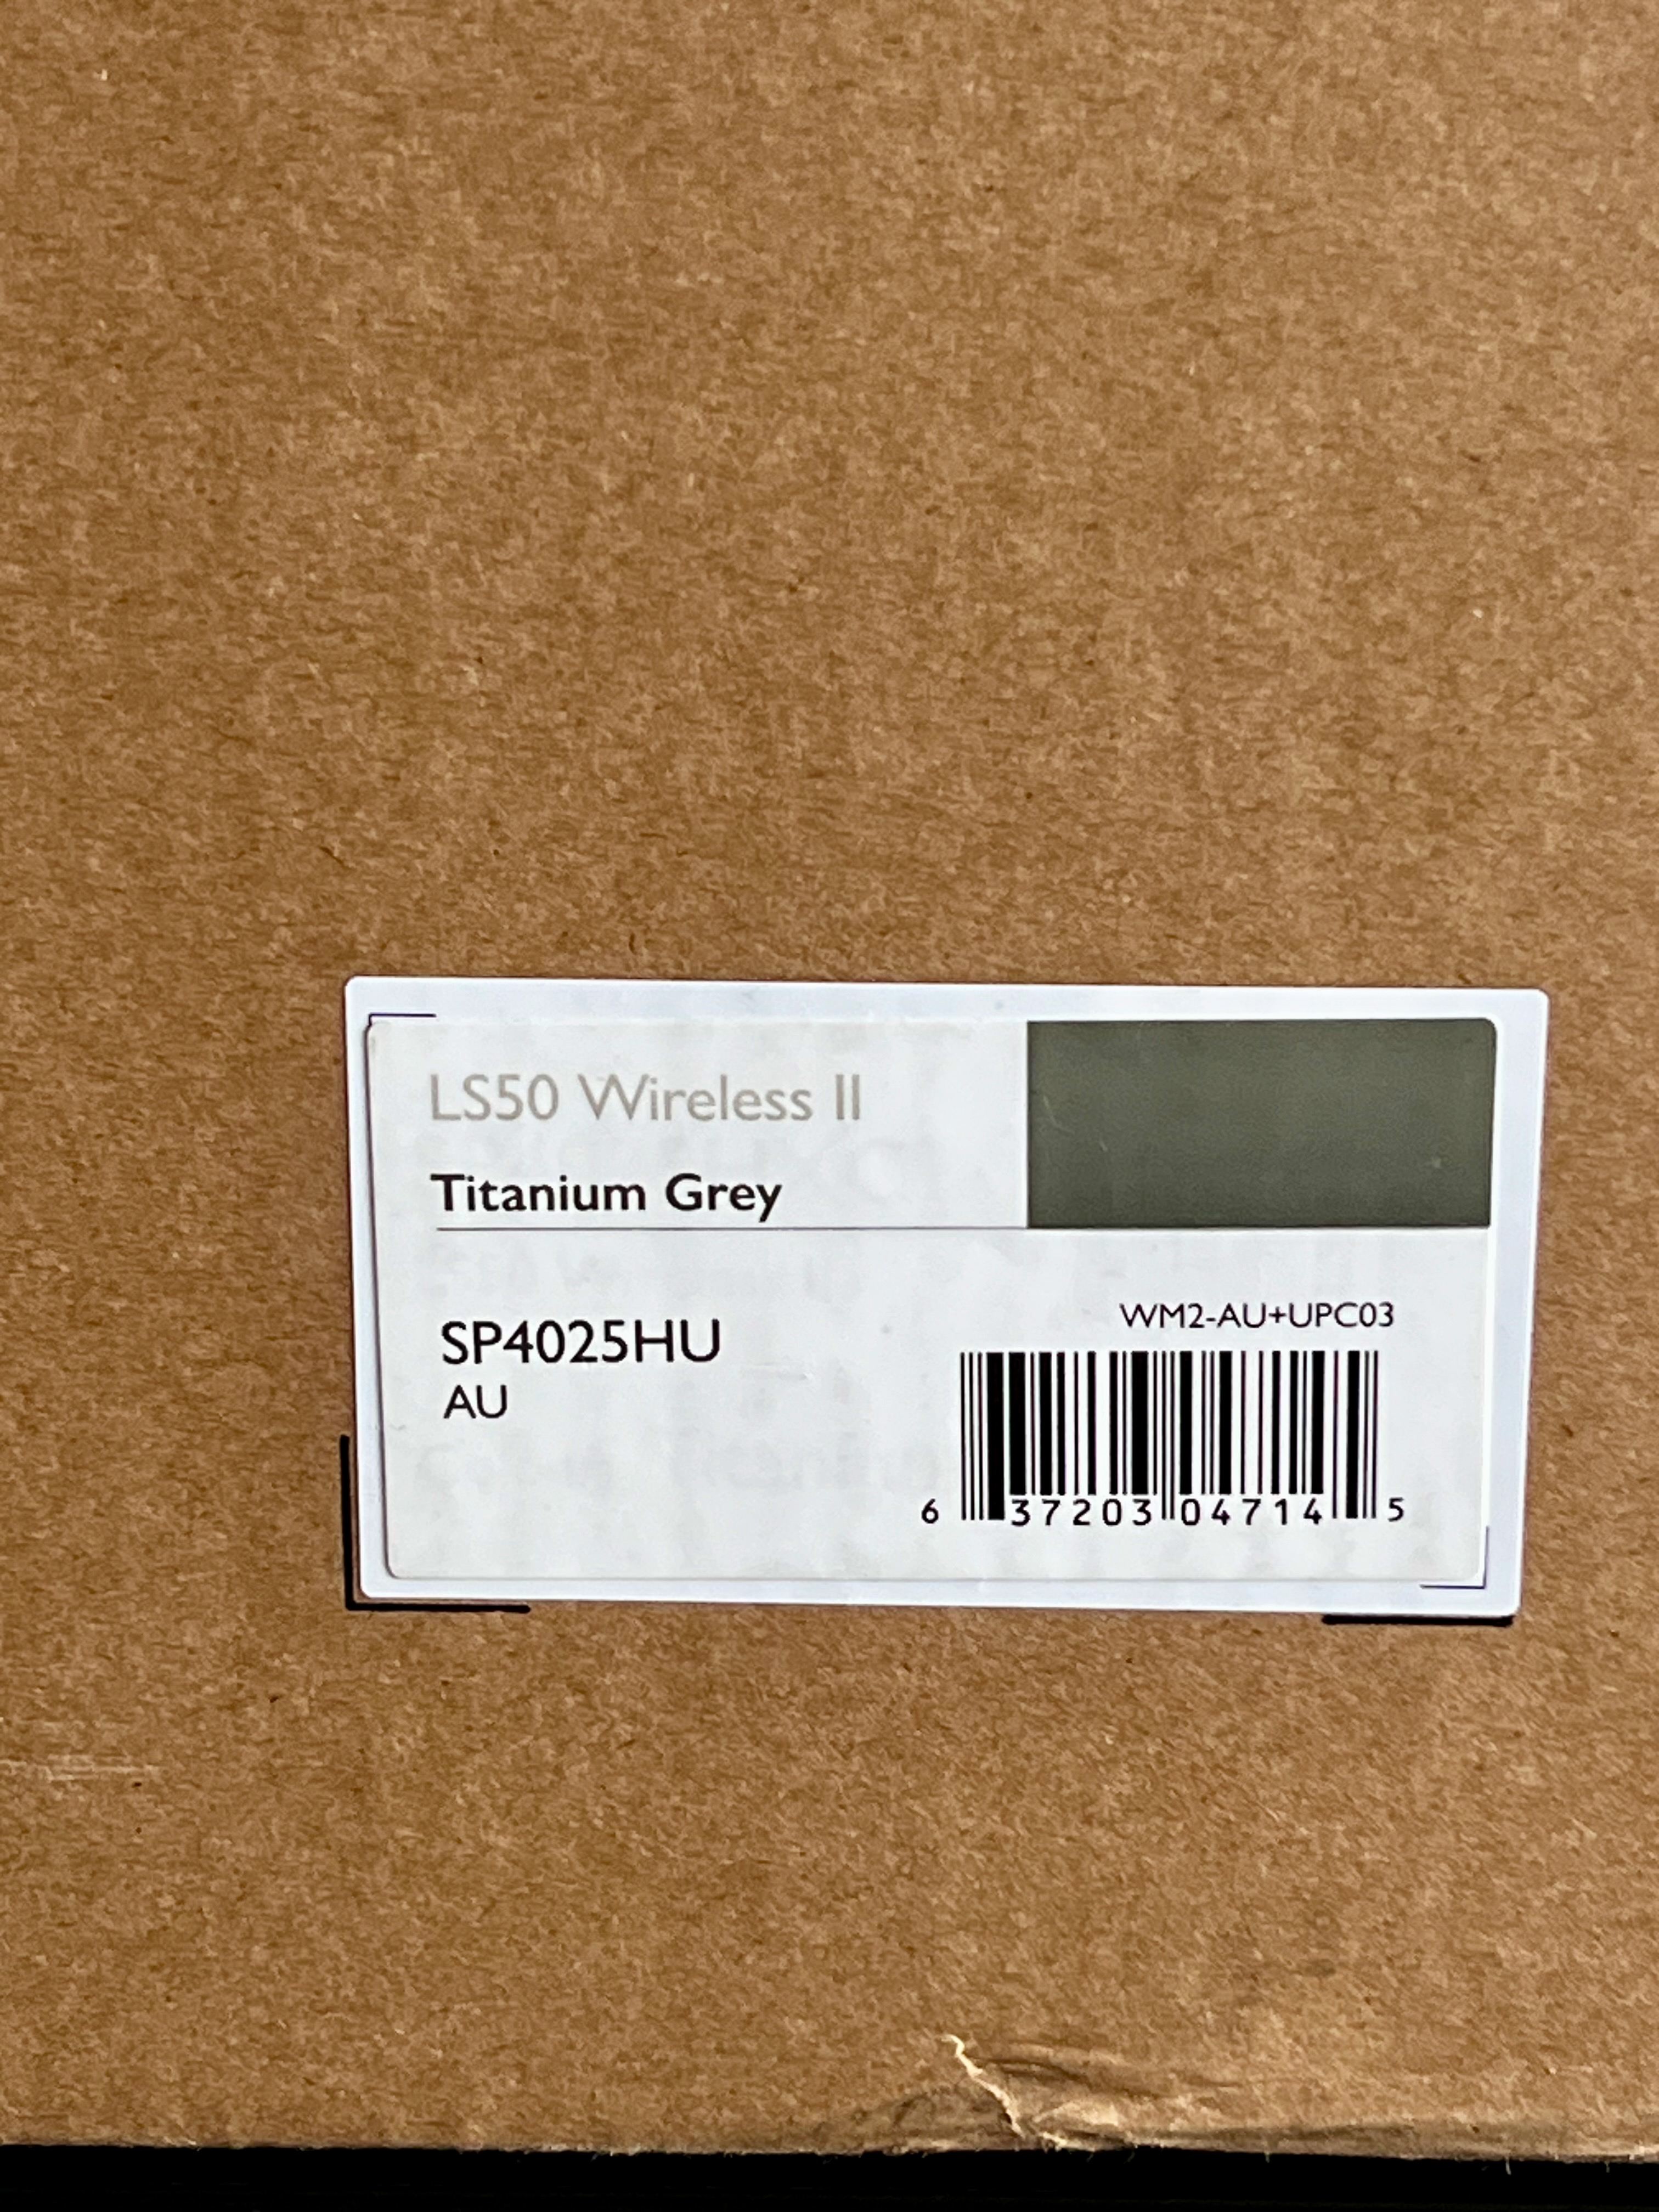 LS50 Wireless II
Titanium Grey
SP4025HU
AU
WM2-AU+UPC03
6 37203 04714 5